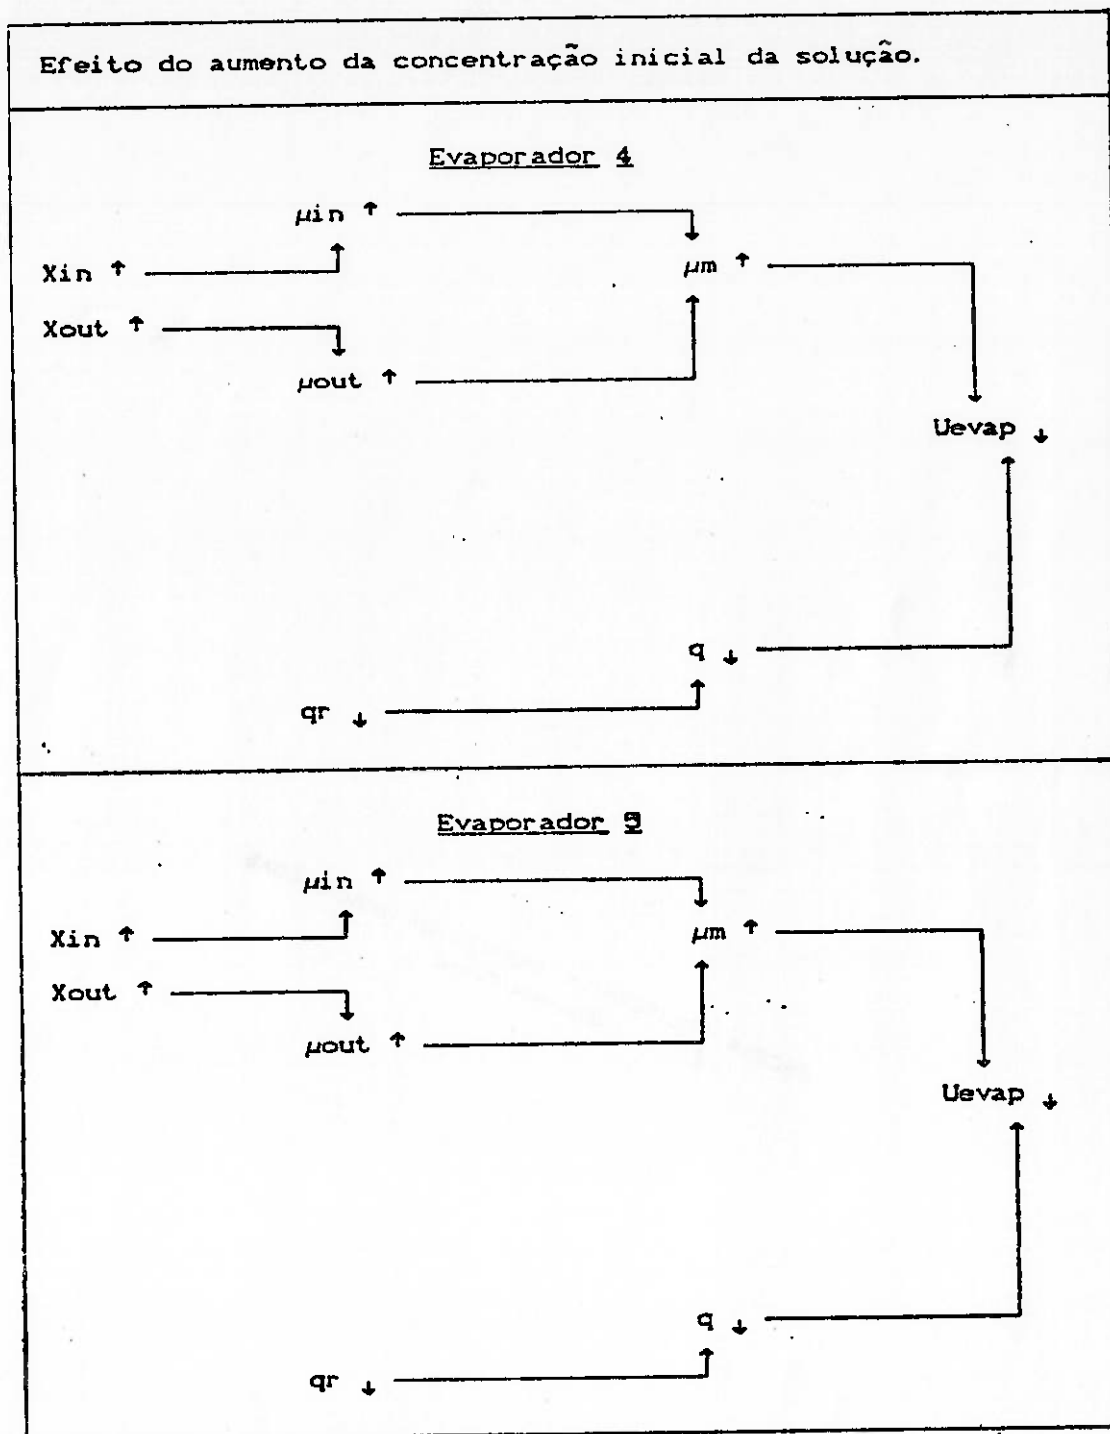 Efeito do aumento da concentração inicial da solução.
Evaporador 4
μin ↑
Xin ↑
μm ↑
Xout ↑
μout ↑
Uevap ↓
q ↓
qr ↓
Evaporador
μin ↑
Xin ↑
μm ↑
Xout ↑
μout ↑
Uevap ↓
q ↓
qr ↓